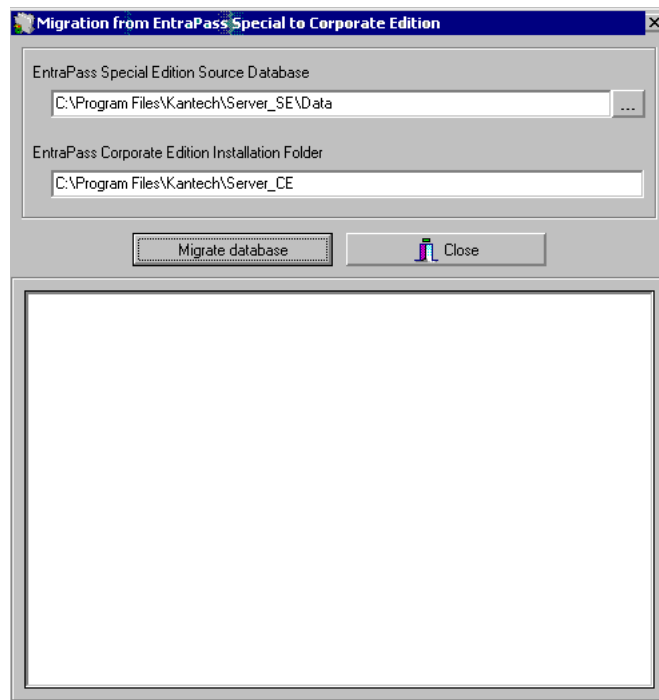 Migration from EntraPass Special to Corporate Edition
EntraPass Special Edition Source Database
C:\Program Files\Kantech\Server_SE\Data
...
EntraPass Corporate Edition Installation Folder
C:\Program Files\Kantech\Server_CE
Migrate database
Close